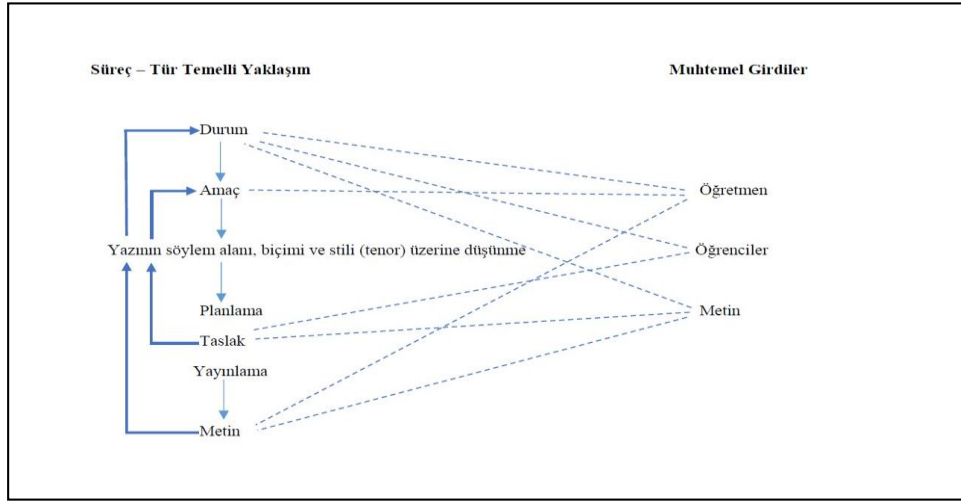 Süreç – Tür Temelli Yaklaşım
Muhtemel Girdiler
Durum
Amaç
Öğretmen
Yazının söylem alanı, biçimi ve stili (tenor) üzerine düşünme
Öğrenciler
Planlama
Metin
Taslak
Yayınlama
Metin